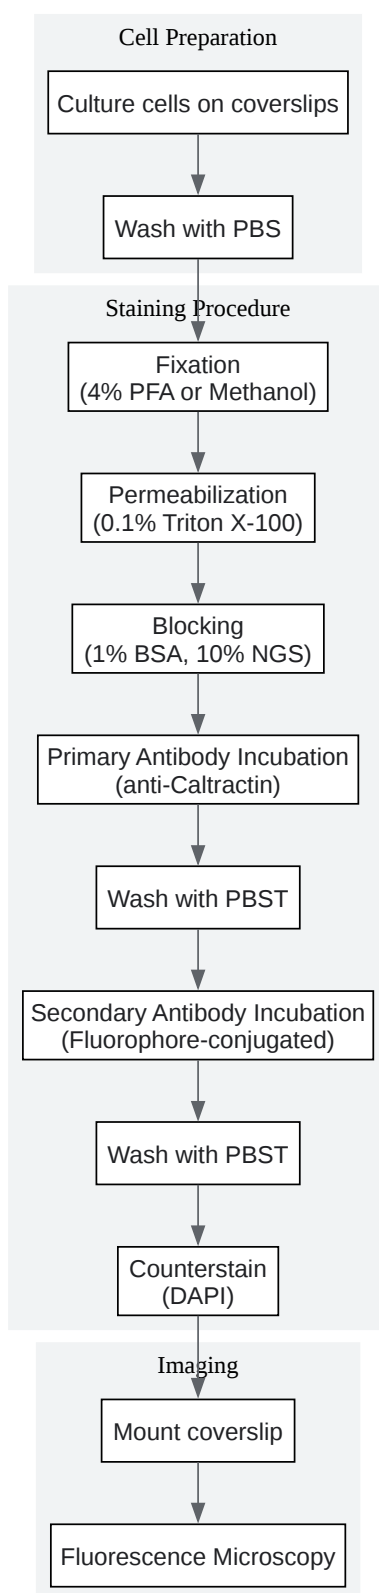 Cell Preparation
Culture cells on coverslips
Wash with PBS
Staining Procedure
Fixation
(4% PFA or Methanol)
Permeabilization
(0.1% Triton X-100)
Blocking
(1% BSA, 10% NGS)
Primary Antibody Incubation
(anti-Caltractin)
Wash with PBST
Secondary Antibody Incubation
(Fluorophore-conjugated)
Wash with PBST
Counterstain
(DAPI)
Imaging
Mount coverslip
Fluorescence Microscopy